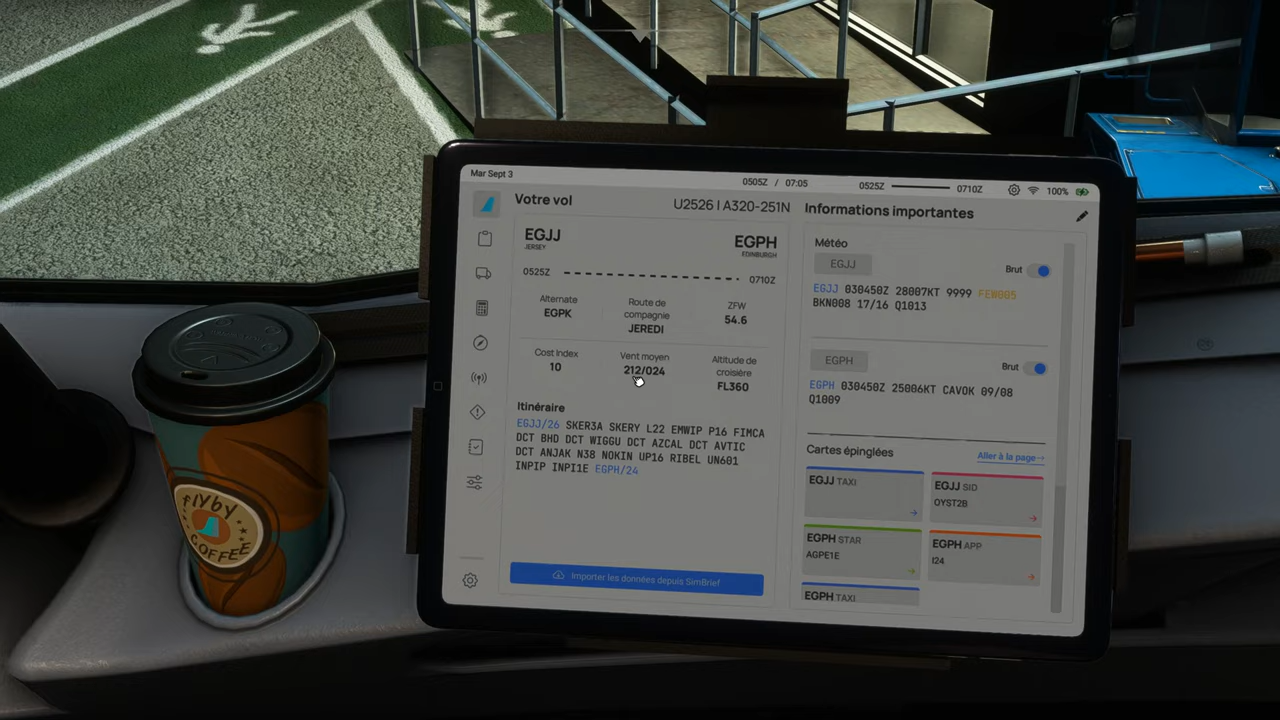 Mar Sept 3
0505Z / 07:05
0525Z
0710Z
100%
Votre vol
U2526 | A320-251N
EGJJ
JERSEY
EGPH
EDINBURGH
0525Z
0710Z
Alternate
EGPK
Route de
compagnie
JEREDI
ZFW
54.6
Cost Index
10
Vent moyen
212/024
Altitude de
croisière
FL360
Itinéraire
EGJJ/26 SKER3A SKERY L22 EMWIP P16 FIMCA
DCT BHD DCT WIGGU DCT AZCAL DCT AVTIC
DCT ANJAK N38 NOKIN UP16 RIBEL UN601
INPIP INPI1E EGPH/24
Importer les données depuis SimBrief
Informations importantes
Météo
EGJJ
Brut
EGJJ 030450Z 28007KT 9999 FEW005
BKN008 17/16 Q1013
EGPH
Brut
EGPH 030450Z 25006KT CAVOK 09/08
Q1009
Cartes épinglées
Aller à la page
EGJJ TAXI
EGJJ SID
OYST2B
EGPH STAR
AGPE1E
EGPH APP
I24
EGPH TAXI
flyby
COFFEE